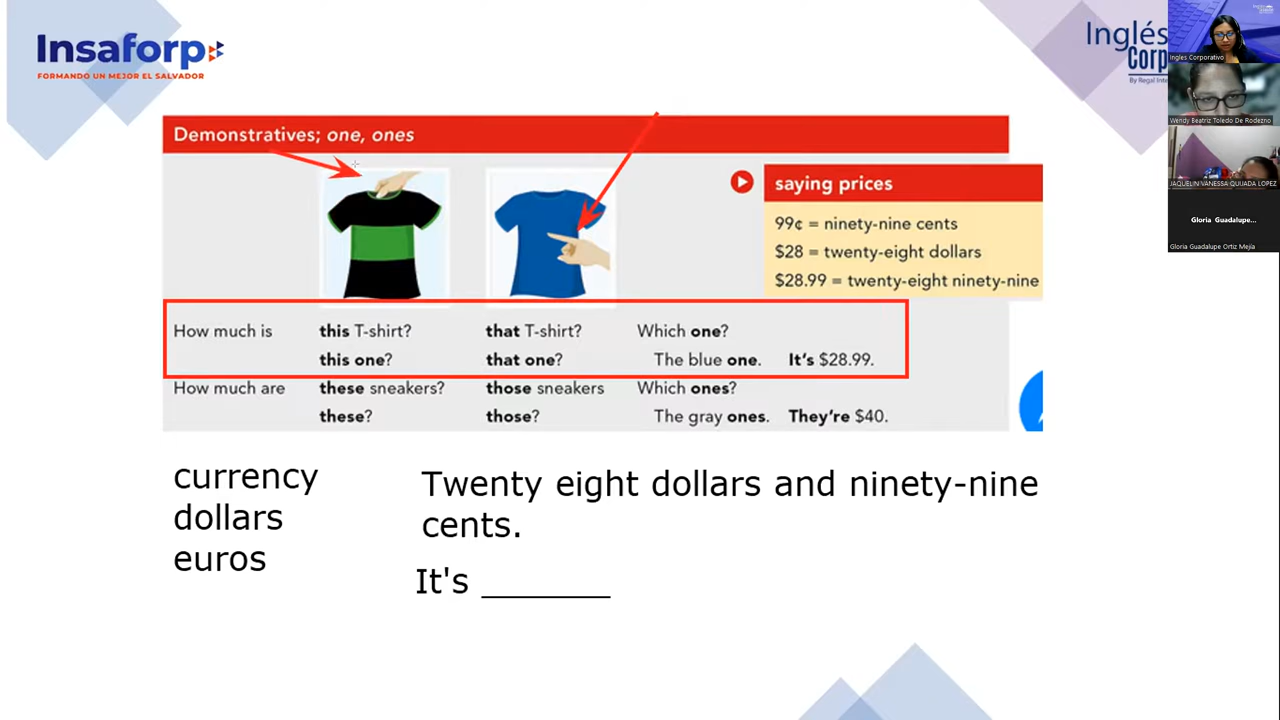 Insaforp
FORMANDO UN MEJOR EL SALVADOR
Inglés
Corp
By Regal Inte
Demonstratives; one, ones
saying prices
99¢ = ninety-nine cents
$28 = twenty-eight dollars
$28.99 = twenty-eight ninety-nine
How much is this T-shirt? that T-shirt? Which one?
this one? that one? The blue one. It's $28.99.
How much are these sneakers? those sneakers Which ones?
these? those? The gray ones. They're $40.
currency
dollars
euros
Twenty eight dollars and ninety-nine
cents.
It's _______
Ingles Corporativo
Wendy Beatriz Toledo De Rodezno
JAQUELIN VANESSA QUIJADA LOPEZ
Gloria Guadalupe...
Gloria Guadalupe Ortiz Mejía